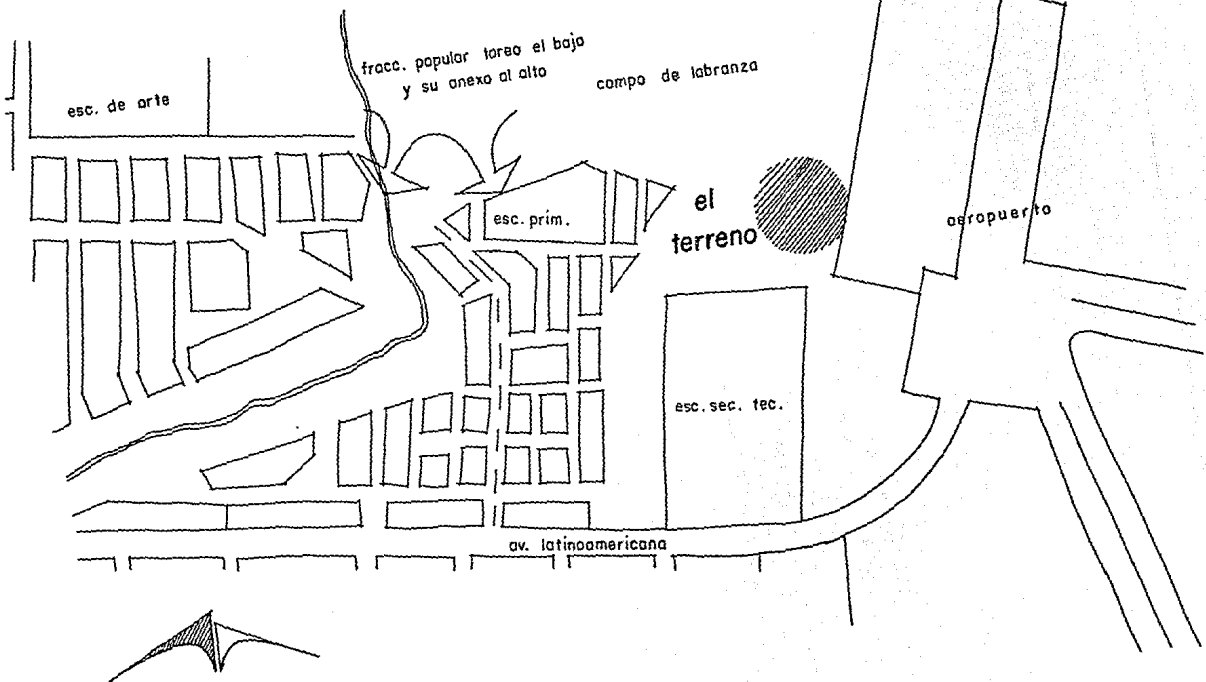 fracc. popular toreo el bajo
y su anexo al alto
campo de labranza
esc. de arte
el
terreno
esc. prim.
aeropuerto
esc. sec. tec.
av. latinoamericana